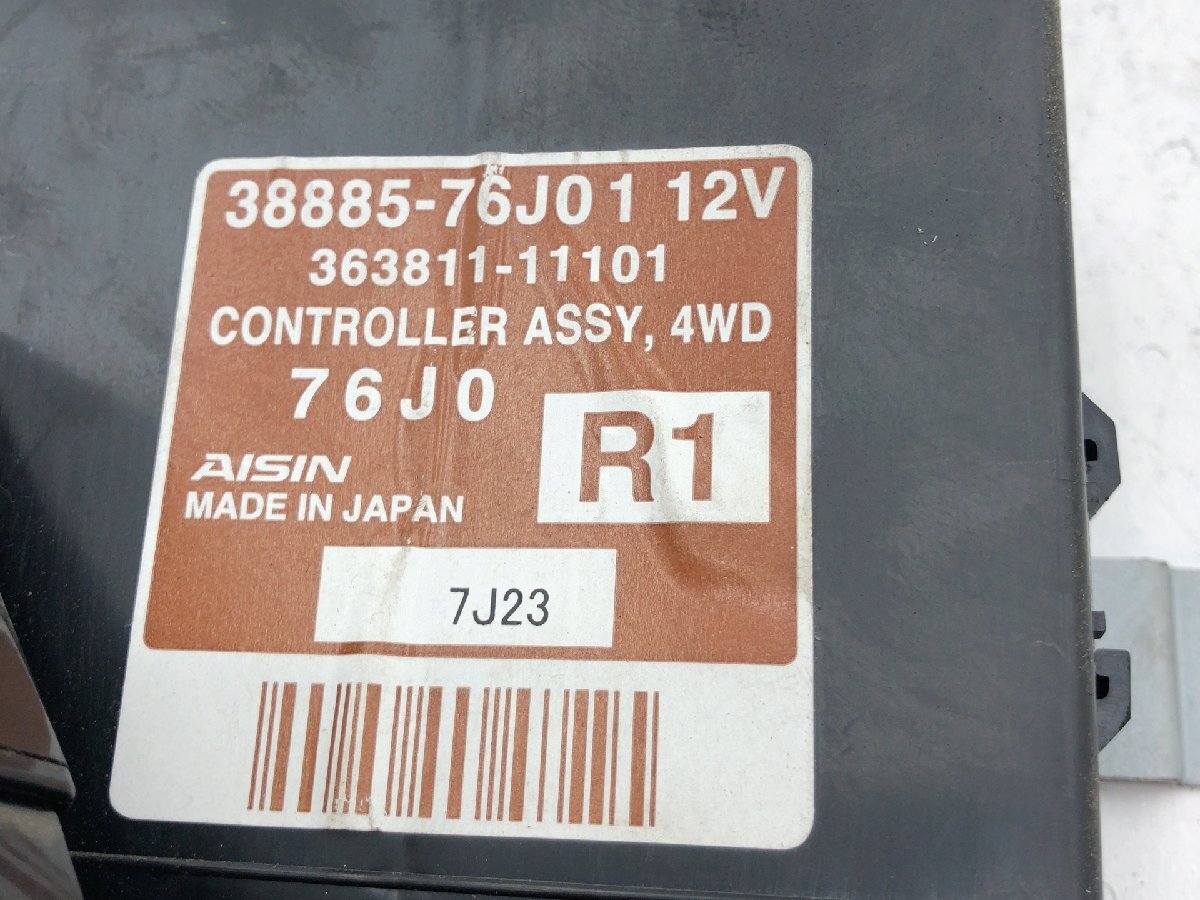 38885-76J01 12V
363811-11101
CONTROLLER ASSY, 4WD
76J0
R1
AISIN
MADE IN JAPAN
7J23